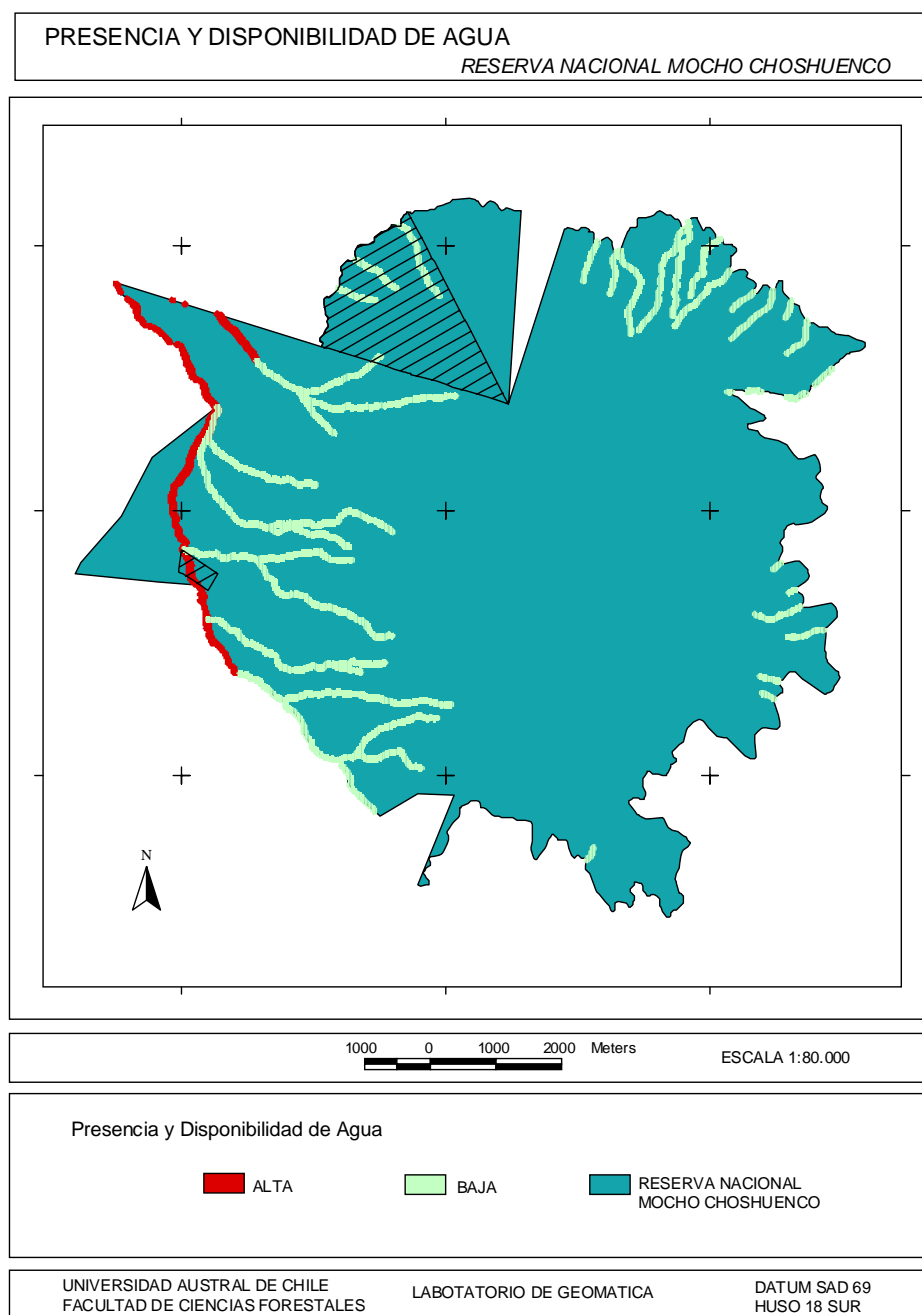 PRESENCIA Y DISPONIBILIDAD DE AGUA
RESERVA NACIONAL MOCHO CHOSHUENCO
N
1000 0 1000 2000 Meters
ESCALA 1:80.000
Presencia y Disponibilidad de Agua
ALTA
BAJA
RESERVA NACIONAL
MOCHO CHOSHUENCO
UNIVERSIDAD AUSTRAL DE CHILE
FACULTAD DE CIENCIAS FORESTALES
LABOTATORIO DE GEOMATICA
DATUM SAD 69
HUSO 18 SUR